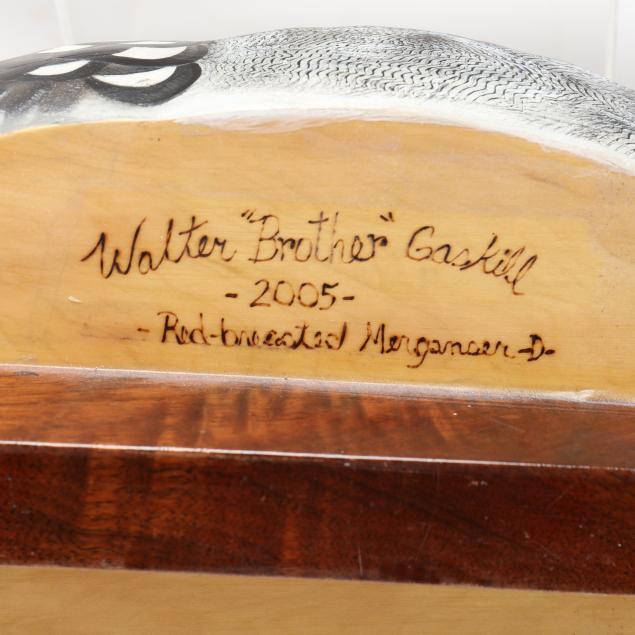 Walter "Brother" Gaskill
- 2005 -
- Red-breasted Merganser -D-